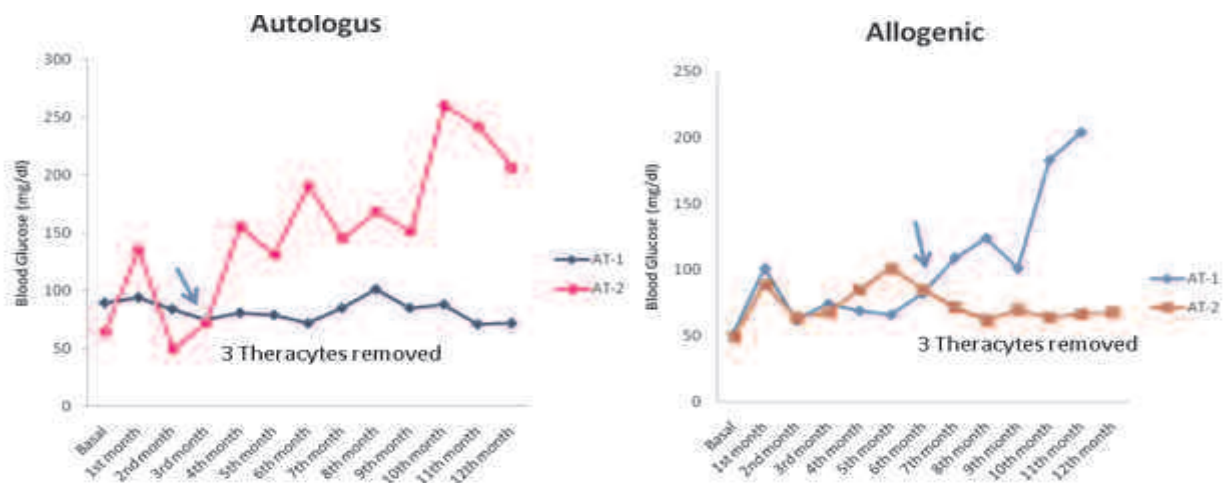 Autologus
Blood Glucose (mg/dl)
300
250
200
150
100
50
0
3 Theracytes removed
AT-1
AT-2
Basal
1st month
2nd month
3rd month
4th month
5th month
6th month
7th month
8th month
9th month
10th month
11th month
12th month
Allogenic
Blood Glucose (mg/dl)
250
200
150
100
50
0
3 Theracytes removed
AT-1
AT-2
Basal
1st month
2nd month
3rd month
4th month
5th month
6th month
7th month
8th month
9th month
10th month
11th month
12th month